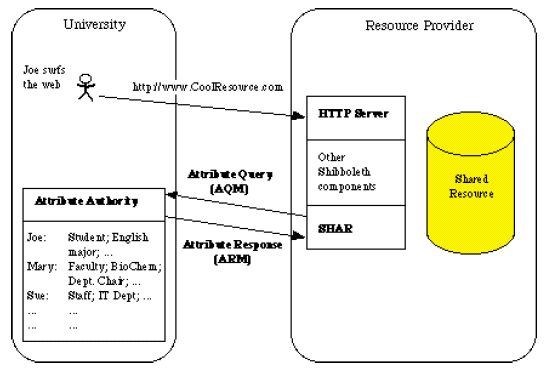 University
Resource Provider
Joe surfs
the web
http://www.CoolResource.com
HTTP Server
Other
Shibboleth
components
SHAR
Shared
Resource
Attribute Query
(AQM)
Attribute Response
(ARM)
Attribute Authority
Joe: Student; English
major; ...
Mary: Faculty; BioChem;
Dept. Chair; ...
Sue: Staff; IT Dept; ...
... ...
... ...